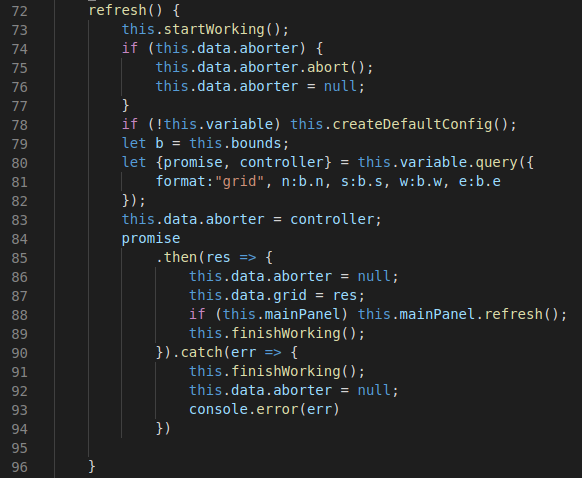 72 refresh() {
73 this.startWorking();
74 if (this.data.aborter) {
75 this.data.aborter.abort();
76 this.data.aborter = null;
77 }
78 if (!this.variable) this.createDefaultConfig();
79 let b = this.bounds;
80 let {promise, controller} = this.variable.query({
81 format:"grid", n:b.n, s:b.s, w:b.w, e:b.e
82 });
83 this.data.aborter = controller;
84 promise
85 .then(res => {
86 this.data.aborter = null;
87 this.data.grid = res;
88 if (this.mainPanel) this.mainPanel.refresh();
89 this.finishWorking();
90 }).catch(err => {
91 this.finishWorking();
92 this.data.aborter = null;
93 console.error(err)
94 })
95
96 }